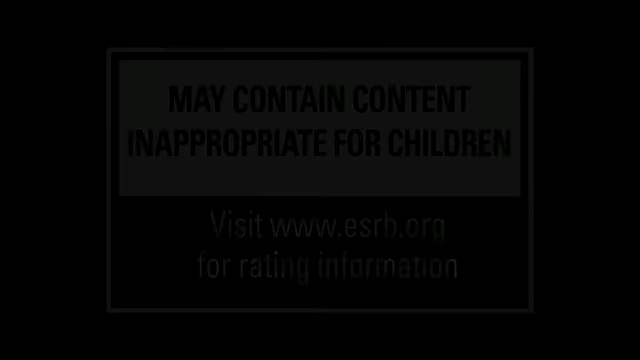 MAY CONTAIN CONTENT
INAPPROPRIATE FOR CHILDREN
Visit www.esrb.org
for rating information